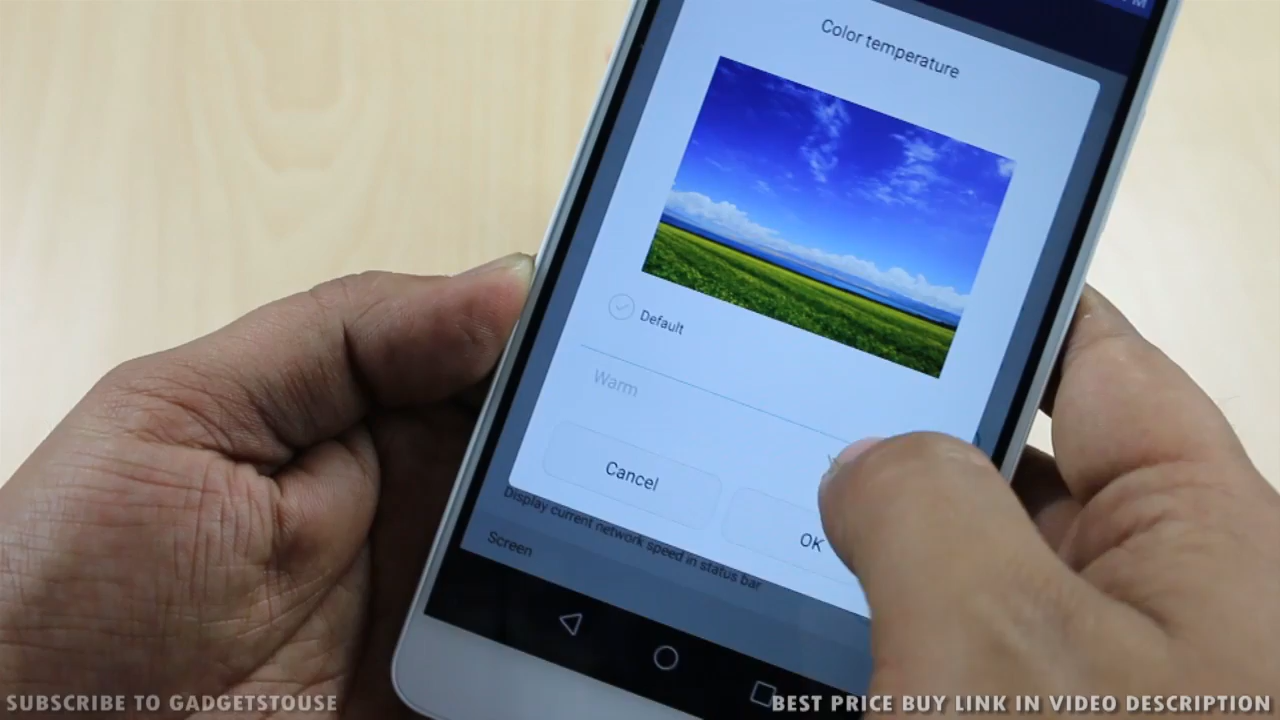 Color temperature
Default
Warm
Cancel
OK
Display current network speed in status bar
Screen
SUBSCRIBE TO GADGETSTOUSE
BEST PRICE BUY LINK IN VIDEO DESCRIPTION